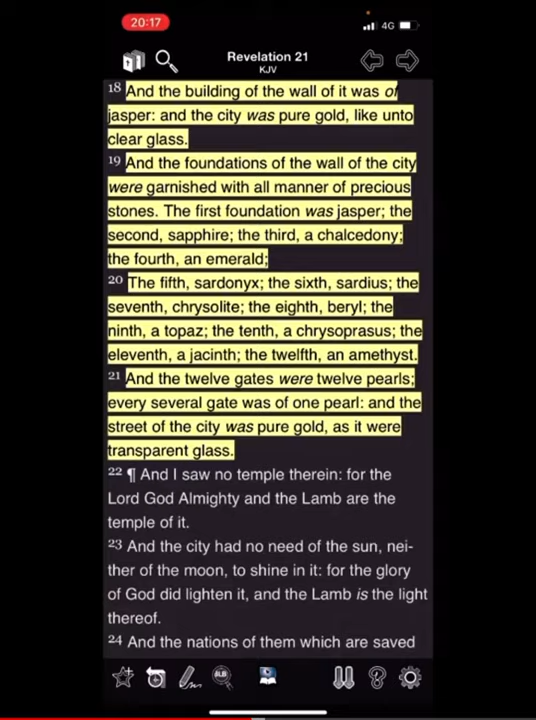 20:17
4G
Revelation 21
KJV
18 And the building of the wall of it was of
jasper: and the city was pure gold, like unto
clear glass.
19 And the foundations of the wall of the city
were garnished with all manner of precious
stones. The first foundation was jasper; the
second, sapphire; the third, a chalcedony;
the fourth, an emerald;
20 The fifth, sardonyx; the sixth, sardius; the
seventh, chrysolite; the eighth, beryl; the
ninth, a topaz; the tenth, a chrysoprasus; the
eleventh, a jacinth; the twelfth, an amethyst.
21 And the twelve gates were twelve pearls;
every several gate was of one pearl: and the
street of the city was pure gold, as it were
transparent glass.
22 ¶ And I saw no temple therein: for the
Lord God Almighty and the Lamb are the
temple of it.
23 And the city had no need of the sun, nei-
ther of the moon, to shine in it: for the glory
of God did lighten it, and the Lamb is the light
thereof.
24 And the nations of them which are saved